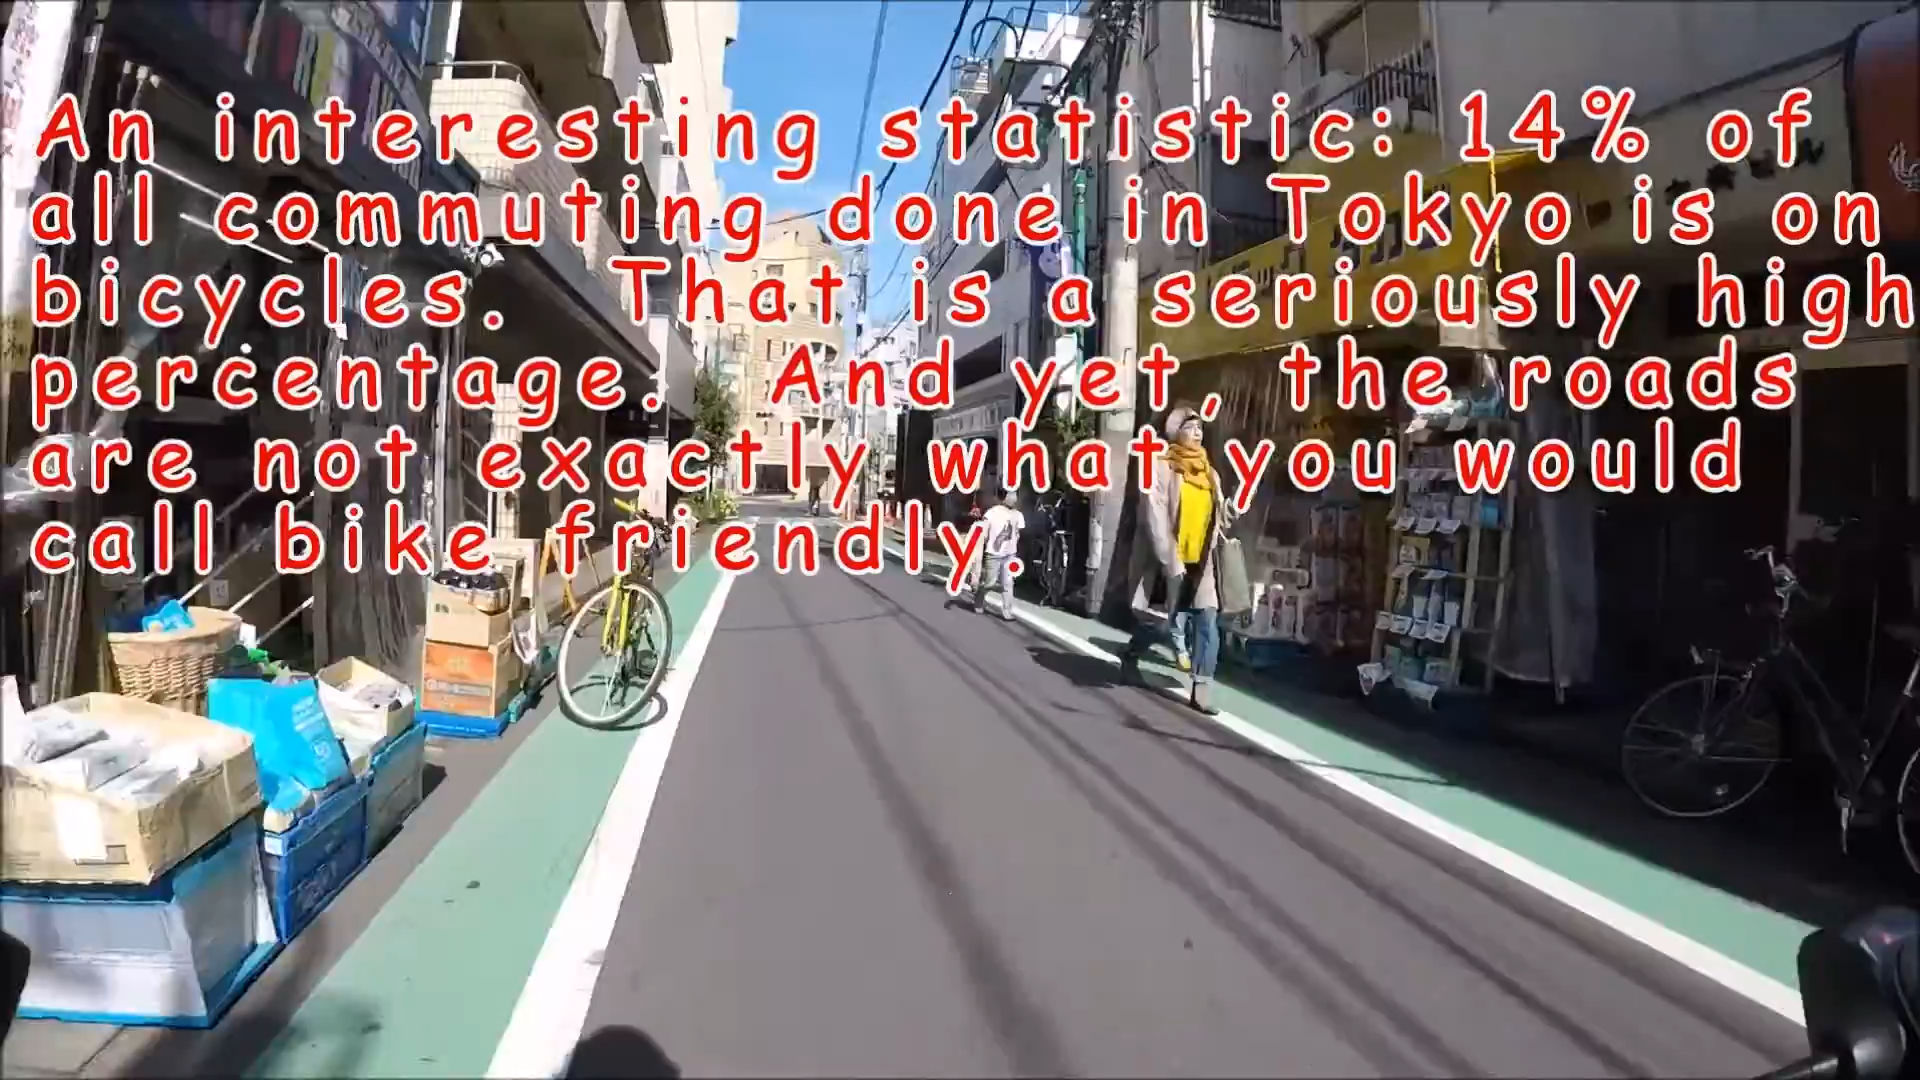 An interesting statistic: 14% of
all commuting done in Tokyo is on
bicycles.  That is a seriously high
percentage.  And yet, the roads
are not exactly what you would
call bike friendly.